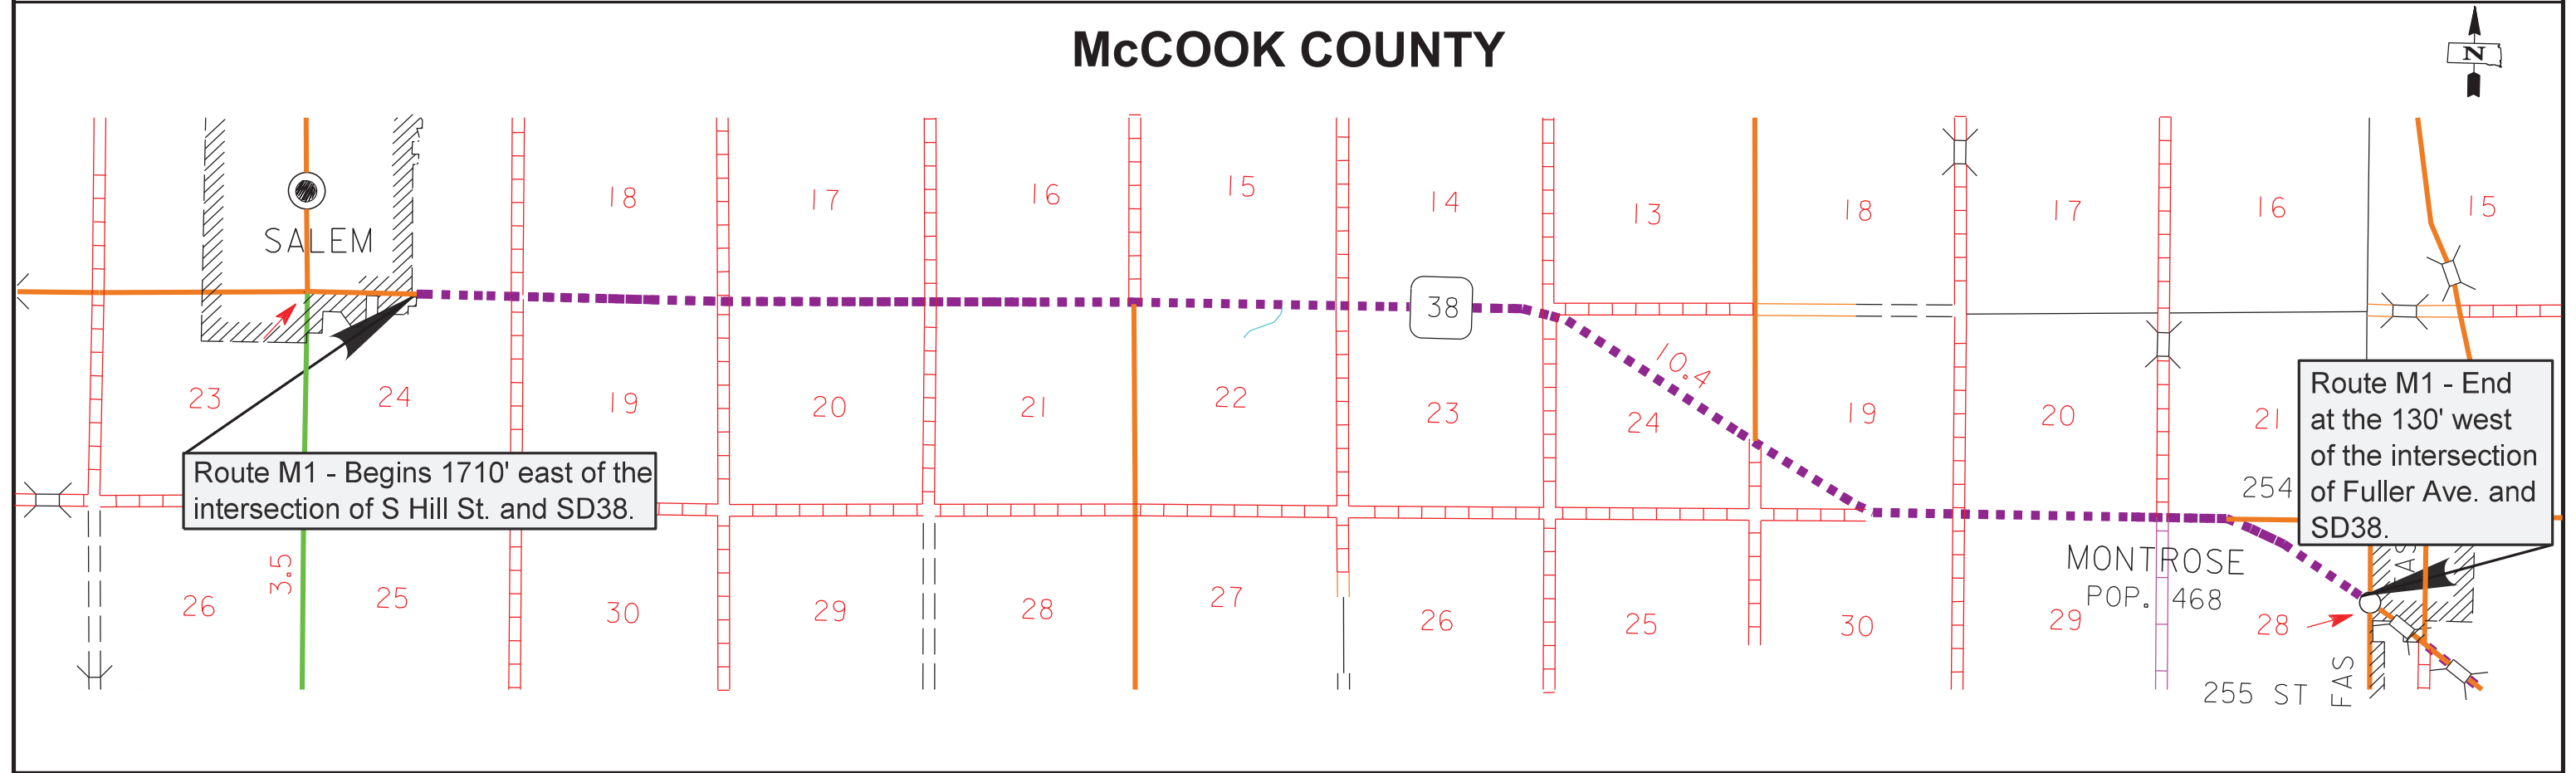 McCOOK COUNTY
N
18
17
16
15
14
13
18
17
16
15
SALEM
38
10.4
23
24
19
20
21
22
23
24
19
20
21
Route M1 - Begins 1710' east of the
intersection of S Hill St. and SD38.
Route M1 - End
at the 130' west
of the intersection
of Fuller Ave. and
SD38.
254
MONTROSE
POP. 468
3.5
26
25
30
29
28
27
26
25
30
29
28
255 ST
FAS